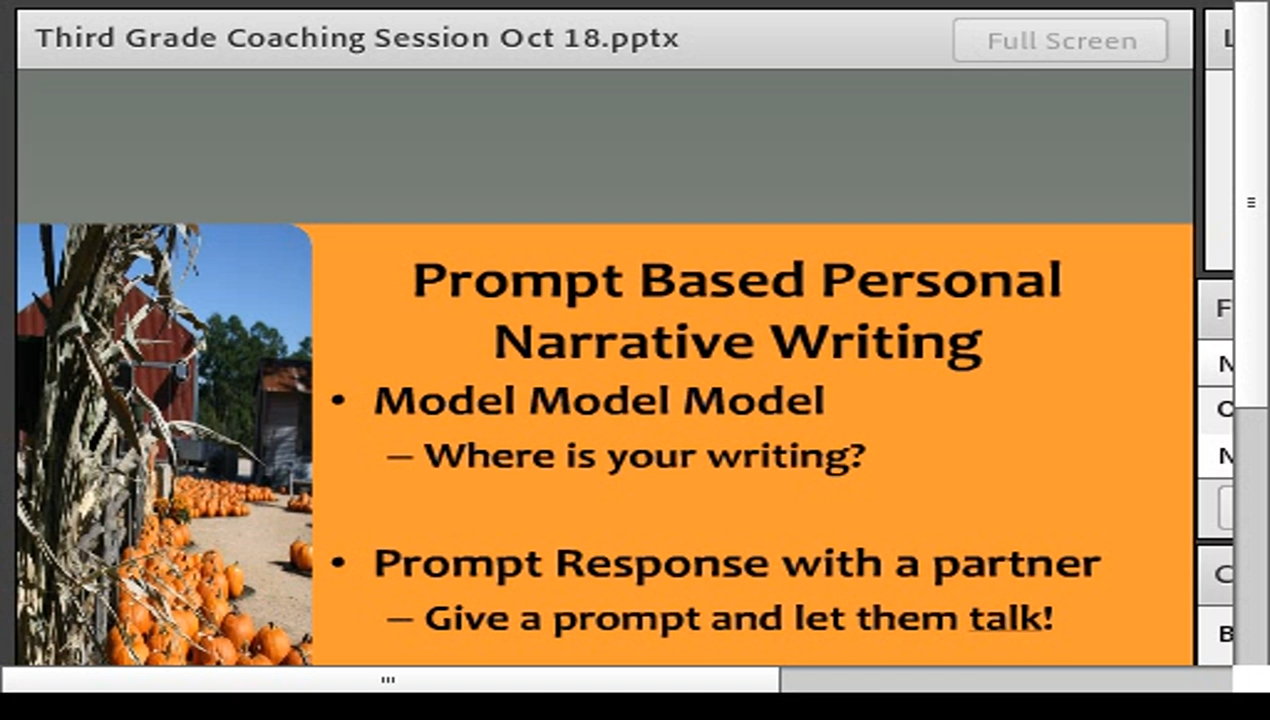 Third Grade Coaching Session Oct 18.pptx
Full Screen
Prompt Based Personal
Narrative Writing
• Model Model Model
– Where is your writing?
• Prompt Response with a partner
– Give a prompt and let them talk!